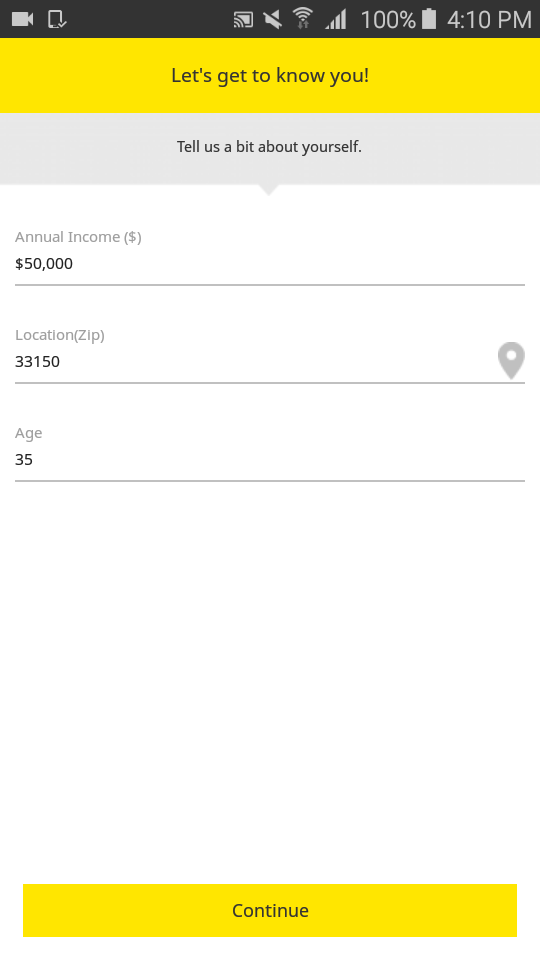 100% 4:10 PM
Let's get to know you!
Tell us a bit about yourself.
Annual Income ($)
$50,000
Location(Zip)
33150
Age
35
Continue